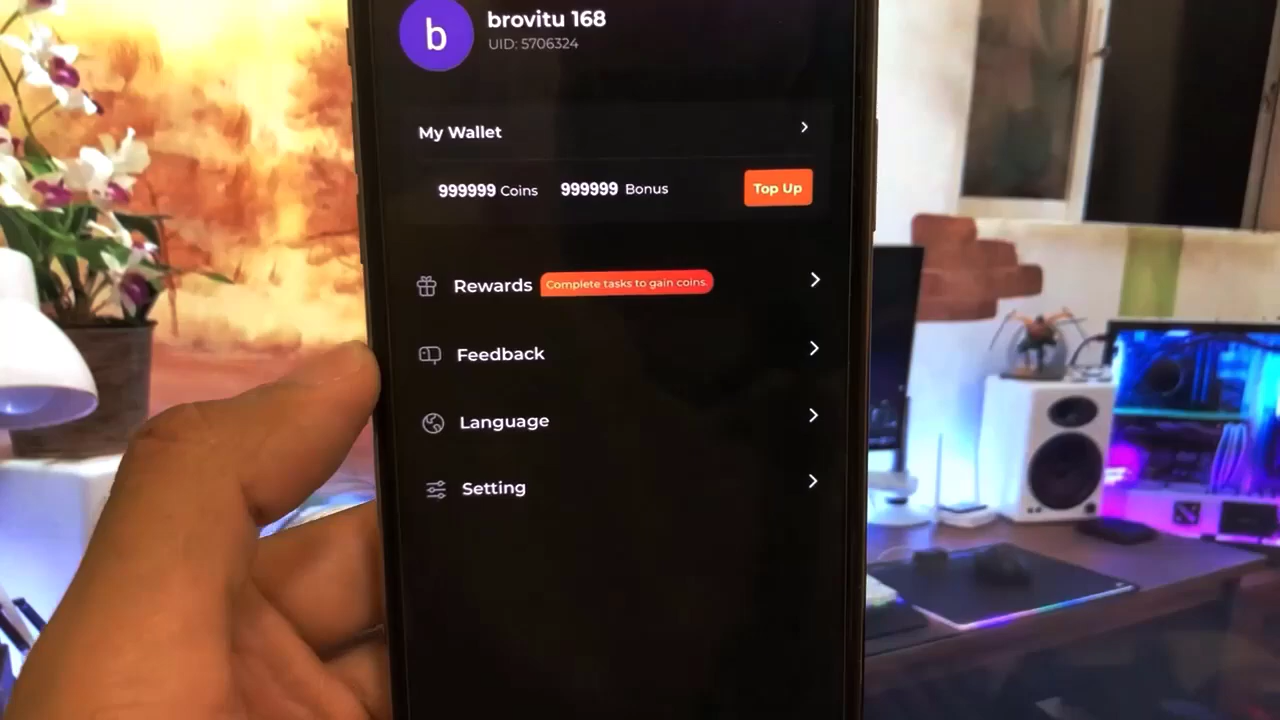 b
brovitu 168
UID: 5706324
My Wallet
999999 Coins 999999 Bonus Top Up
Rewards Complete tasks to gain coins.
Feedback
Language
Setting